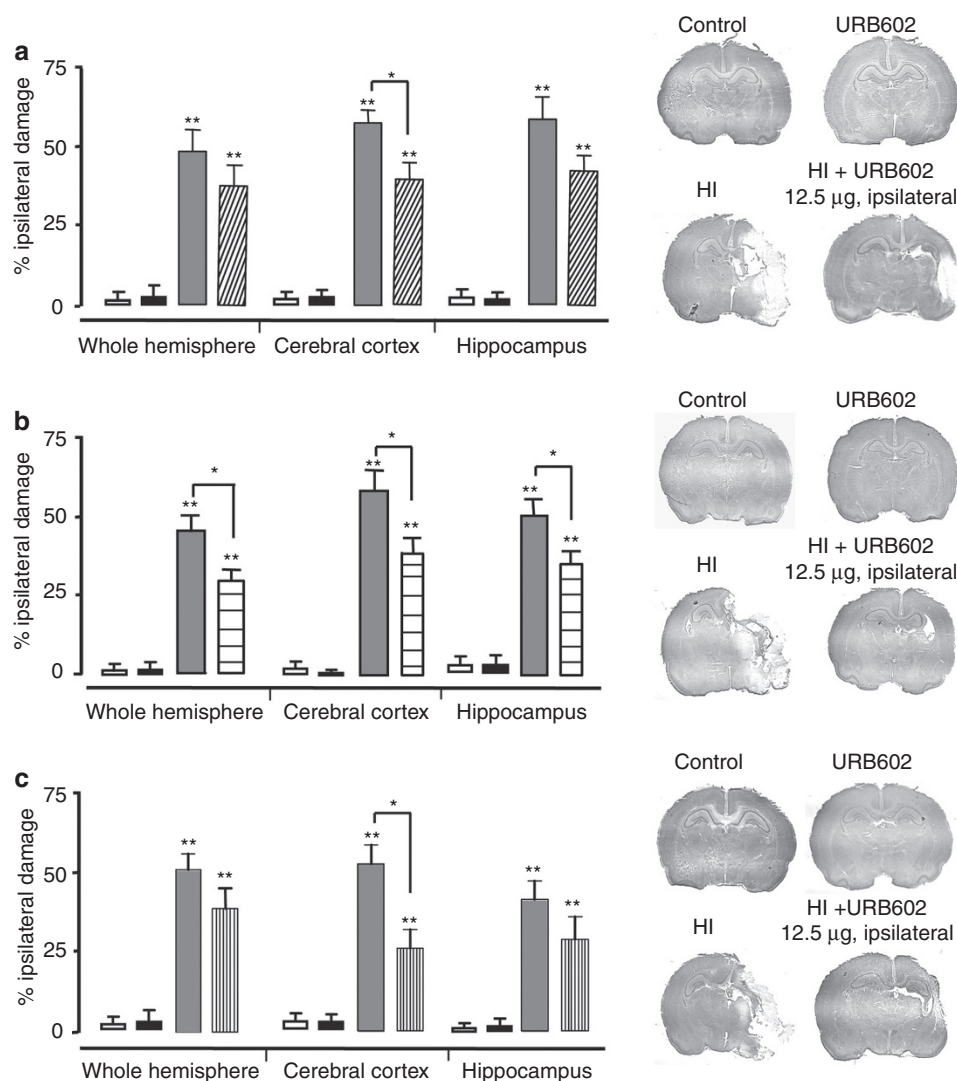 a
% ipsilateral damage
75
50
25
0
**
**
**
*
**
**
**
Whole hemisphere
Cerebral cortex
Hippocampus
Control
URB602
HI
HI + URB602
12.5 µg, ipsilateral
b
% ipsilateral damage
75
50
25
0
**
*
**
**
*
**
**
*
**
Whole hemisphere
Cerebral cortex
Hippocampus
Control
URB602
HI
HI + URB602
12.5 µg, ipsilateral
c
% ipsilateral damage
75
50
25
0
**
**
**
*
**
**
**
Whole hemisphere
Cerebral cortex
Hippocampus
Control
URB602
HI
HI +URB602
12.5 µg, ipsilateral